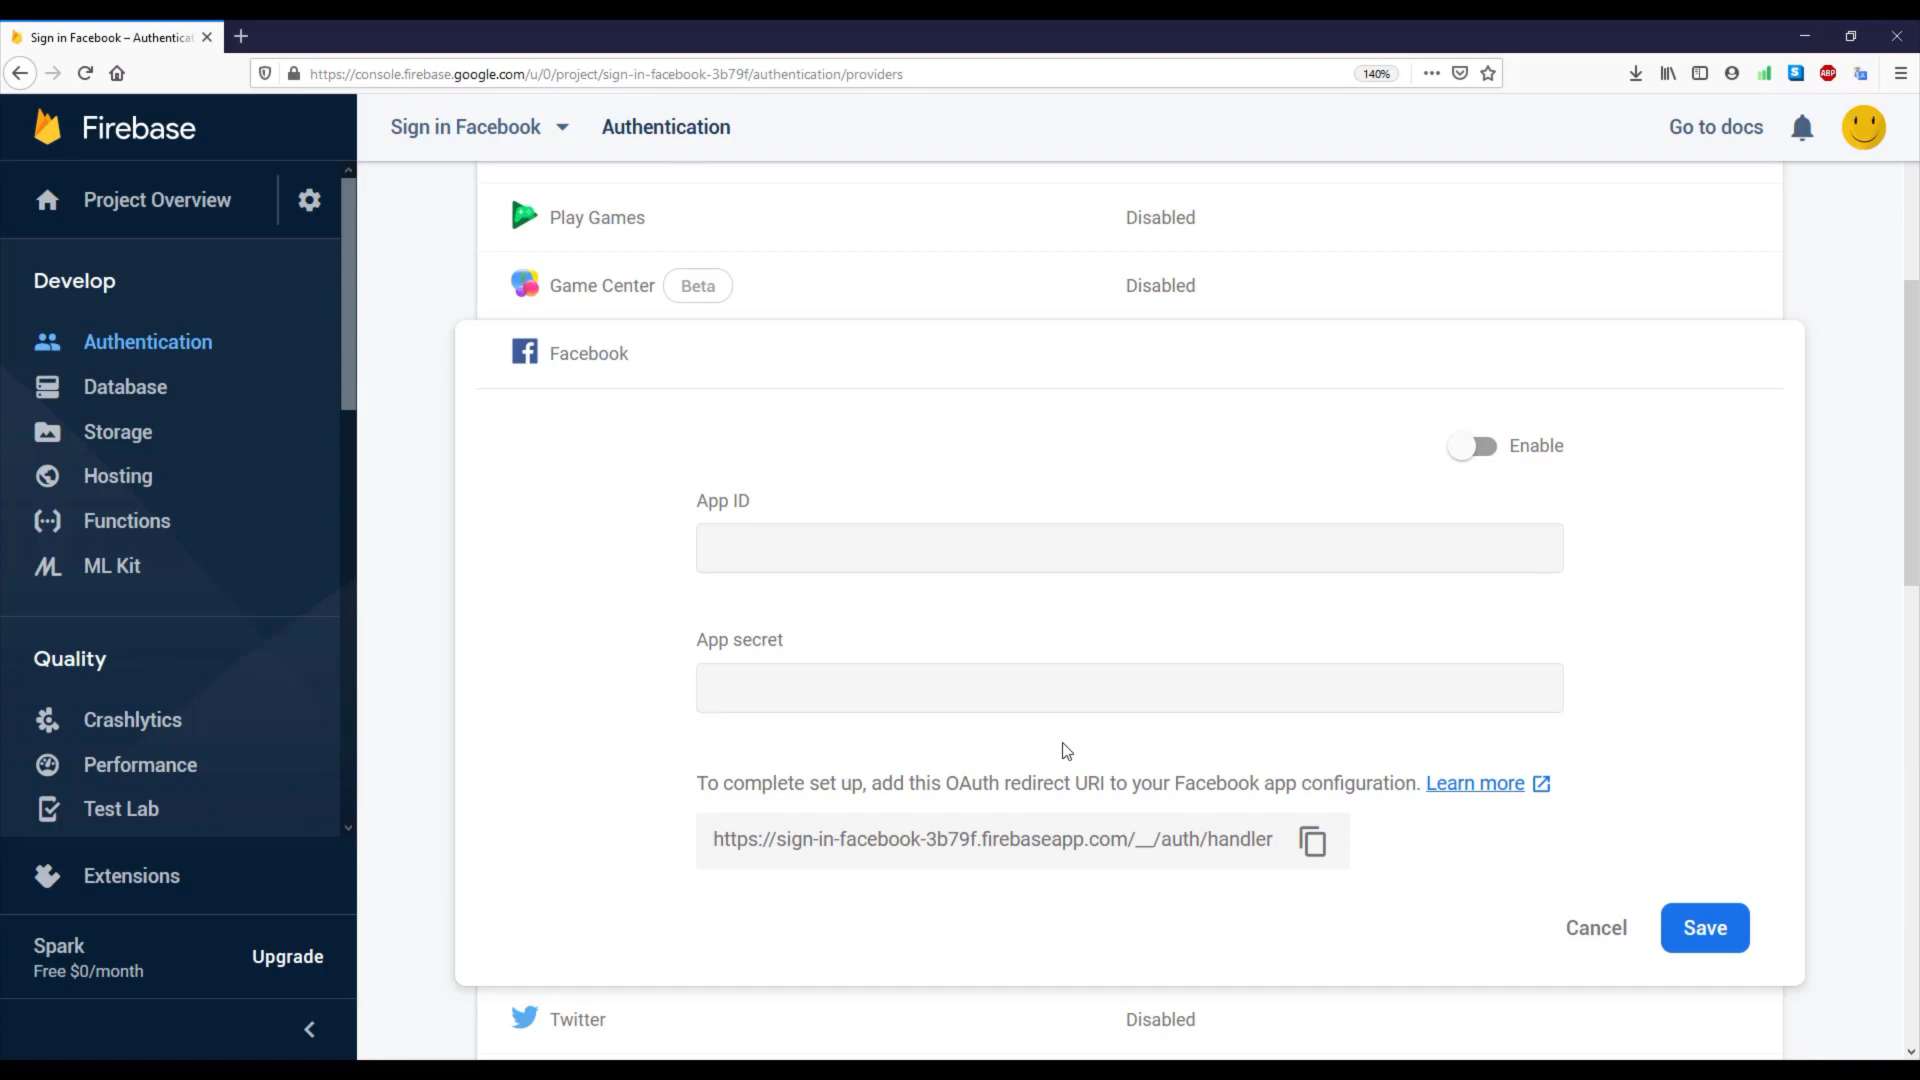 Sign in Facebook – Authenticat
https://console.firebase.google.com/u/0/project/sign-in-facebook-3b79f/authentication/providers
140%
S
ABP
Firebase
Sign in Facebook
Authentication
Go to docs
Project Overview
Develop
Authentication
Database
Storage
Hosting
Functions
ML Kit
Quality
Crashlytics
Performance
Test Lab
Extensions
Spark
Free $0/month
Upgrade
Play Games
Disabled
Game Center
Beta
Disabled
Facebook
Enable
App ID
App secret
To complete set up, add this OAuth redirect URI to your Facebook app configuration. Learn more
https://sign-in-facebook-3b79f.firebaseapp.com/__/auth/handler
Cancel
Save
Twitter
Disabled